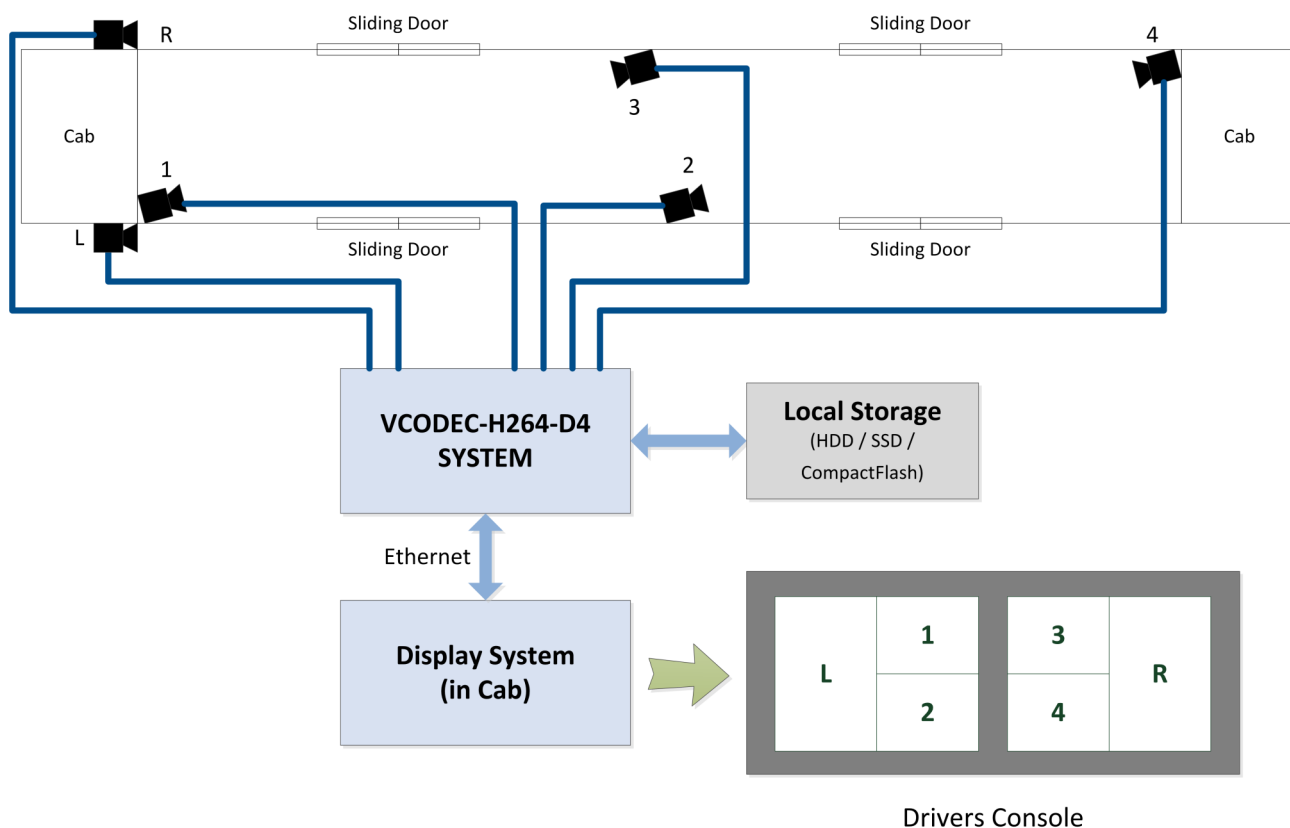 Sliding Door
Sliding Door
R
4
3
Cab
Cab
1
2
L
Sliding Door
Sliding Door
VCODEC-H264-D4
SYSTEM
Local Storage
(HDD / SSD /
CompactFlash)
Ethernet
Display System
(in Cab)
L
1
2
3
4
R
Drivers Console